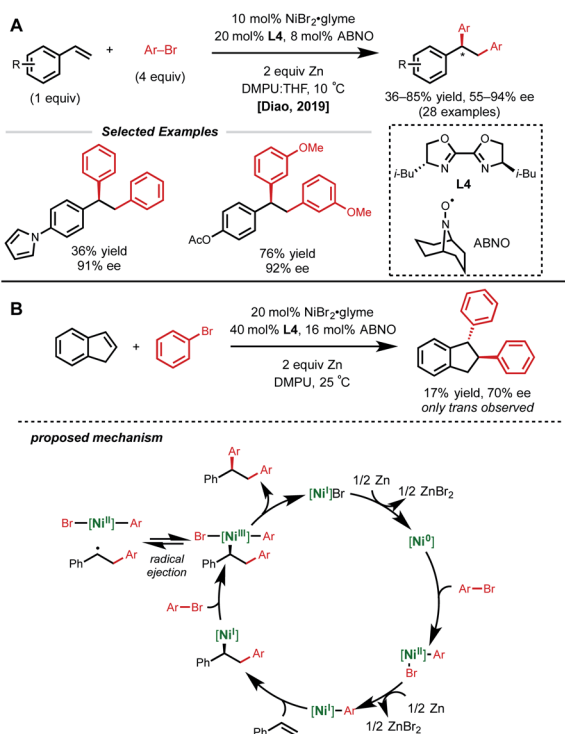 A
R
(1 equiv)
+
Ar–Br
(4 equiv)
10 mol% NiBr2•glyme
20 mol% L4, 8 mol% ABNO
2 equiv Zn
DMPU:THF, 10 °C
[Diao, 2019]
R
Ar
Ar
*
36–85% yield, 55–94% ee
(28 examples)
Selected Examples
N
36% yield
91% ee
OMe
OMe
AcO
76% yield
92% ee
O
O
i-Bu
N
N
i-Bu
L4
O•
N
ABNO
B
+
Br
20 mol% NiBr2•glyme
40 mol% L4, 16 mol% ABNO
2 equiv Zn
DMPU, 25 °C
17% yield, 70% ee
only trans observed
proposed mechanism
Ar
Ph
Ar
[NiI]Br
1/2 Zn
1/2 ZnBr2
[Ni0]
Ar–Br
[NiII]–Ar
Br
1/2 Zn
1/2 ZnBr2
[NiI]–Ar
Ph
[NiI]
Ph
Ar
Ar–Br
Br–[NiIII]–Ar
Ph
Ar
radical
ejection
Br–[NiII]–Ar
Ph
•
Ar